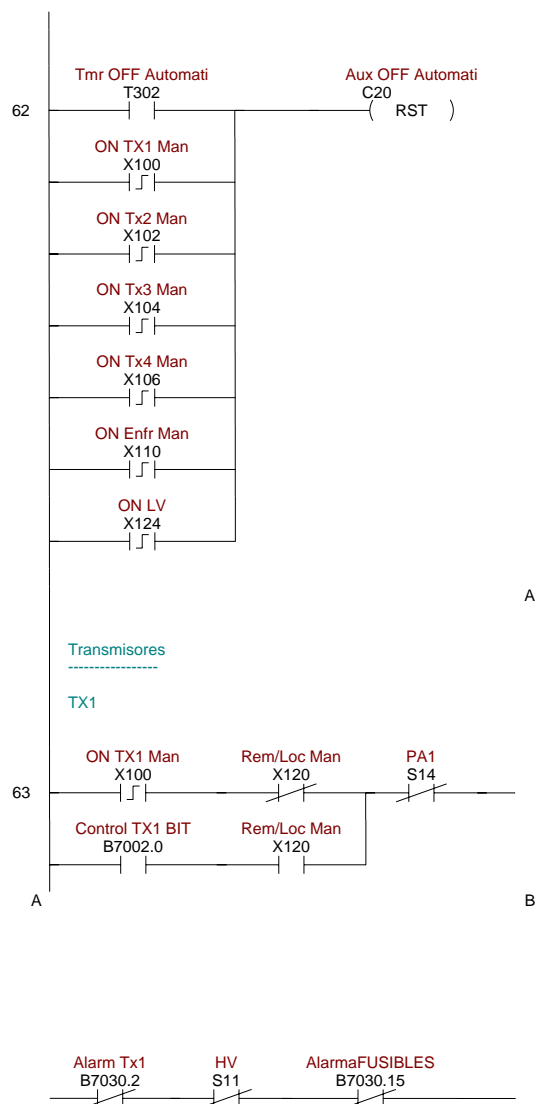 Tmr OFF Automati Aux OFF Automati
T302 C20
62 RST
ON TX1 Man
X100
ON Tx2 Man
X102
ON Tx3 Man
X104
ON Tx4 Man
X106
ON Enfr Man
X110
ON LV
X124
A
Transmisores
-----------------
TX1
ON TX1 Man Rem/Loc Man PA1
X100 X120 S14
63
Control TX1 BIT Rem/Loc Man
B7002.0 X120
A B
Alarm Tx1 HV AlarmaFUSIBLES
B7030.2 S11 B7030.15